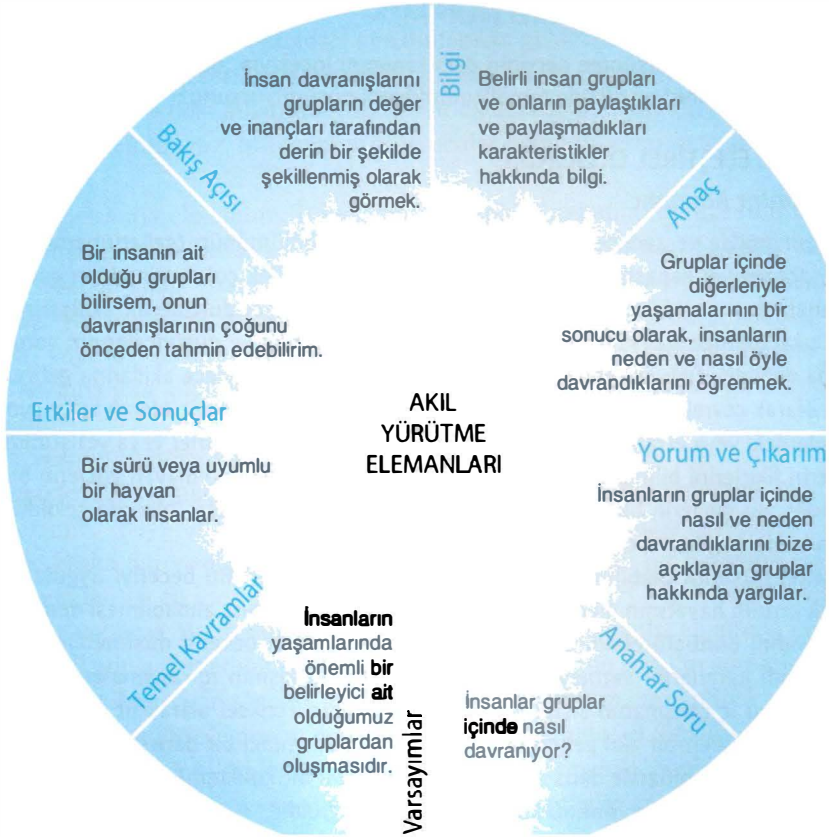 Bilgi
Belirli insan grupları
ve onların paylaştıkları
ve paylaşmadıkları
karakteristikler
hakkında bilgi.
Amaç
Gruplar içinde
diğerleriyle
yaşamalarının bir
sonucu olarak, insanların
neden ve nasıl öyle
davrandıklarını öğrenmek.
Yorum ve Çıkarım
İnsanların gruplar içinde
nasıl ve neden
davrandıklarını bize
açıklayan gruplar
hakkında yargılar.
Anahtar Soru
İnsanlar gruplar
içinde nasıl
davranıyor?
Varsayımlar
İnsanların
yaşamlarında
önemli bir
belirleyici ait
olduğumuz
gruplardan
oluşmasıdır.
Temel Kavramlar
Bir sürü veya uyumlu
bir hayvan
olarak insanlar.
Etkiler ve Sonuçlar
Bir insanın ait
olduğu grupları
bilirsem, onun
davranışlarının çoğunu
önceden tahmin edebilirim.
Bakış Açısı
İnsan davranışlarını
grupların değer
ve inançları tarafından
derin bir şekilde
şekillenmiş olarak
görmek.
AKIL
YÜRÜTME
ELEMANLARI